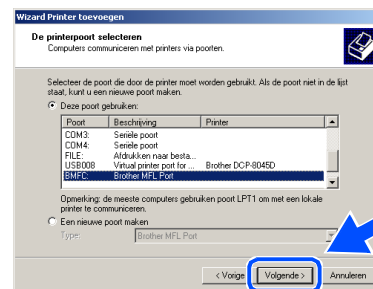 Wizard Printer toevoegen
De printerpoort selecteren
Computers communiceren met printers via poorten.
Selecteer de poort die door de printer moet worden gebruikt. Als de poort niet in de lijst
staat, kunt u een nieuwe poort maken.
Deze poort gebruiken:
Poort Beschrijving Printer
COM3: Seriële poort
COM4: Seriële poort
FILE: Afdrukken naar besta...
USB008 Virtual printer port for ... Brother DCP-8045D
BMFC: Brother MFL Port
Opmerking: de meeste computers gebruiken poort LPT1 om met een lokale
printer te communiceren.
Een nieuwe poort maken
Type: Brother MFL Port
< Vorige Volgende > Annuleren